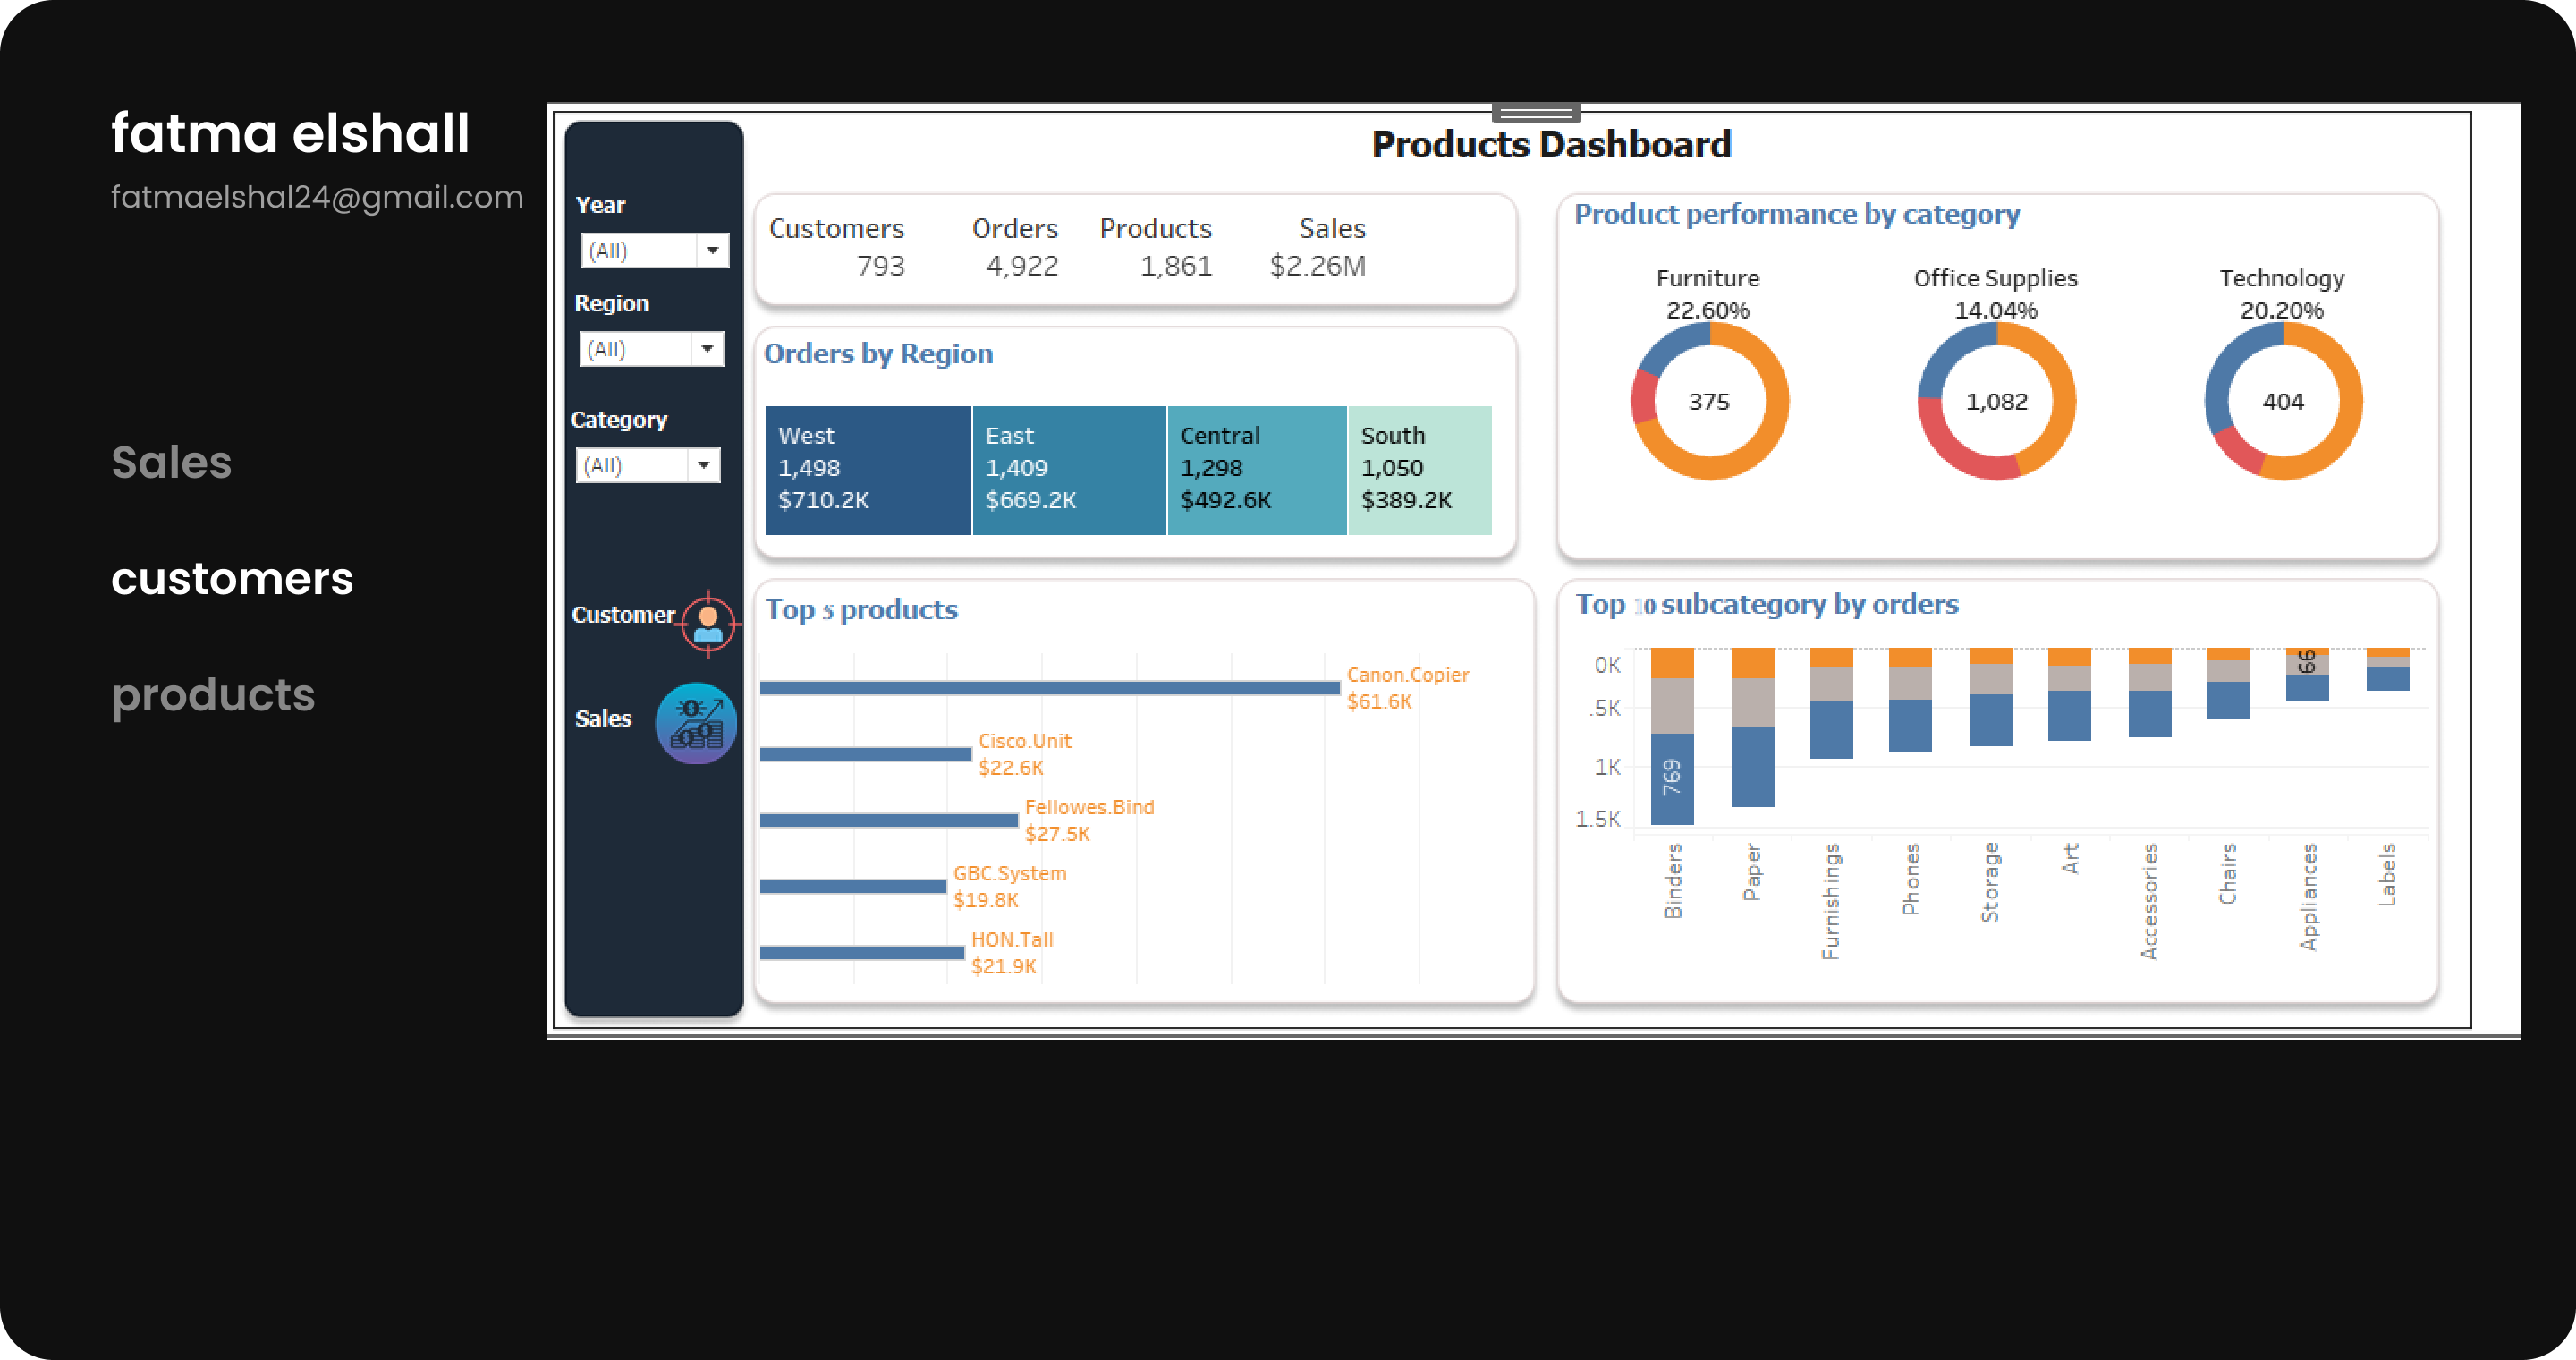 fatma elshall
fatmaelshal24@gmail.com
Sales
customers
products
Products Dashboard
Year
(All)
Region
(All)
Category
(All)
Customer
Sales
Customers Orders Products Sales
793 4,922 1,861 $2.26M
Orders by Region
West East Central South
1,498 1,409 1,298 1,050
$710.2K $669.2K $492.6K $389.2K
Top 5 products
Canon.Copier
$61.6K
Cisco.Unit
$22.6K
Fellowes.Bind
$27.5K
GBC.System
$19.8K
HON.Tall
$21.9K
Product performance by category
Furniture Office Supplies Technology
22.60% 14.04% 20.20%
375 1,082 404
Top 10 subcategory by orders
0K
.5K
1K
1.5K
769
66
Binders
Paper
Furnishings
Phones
Storage
Art
Accessories
Chairs
Appliances
Labels